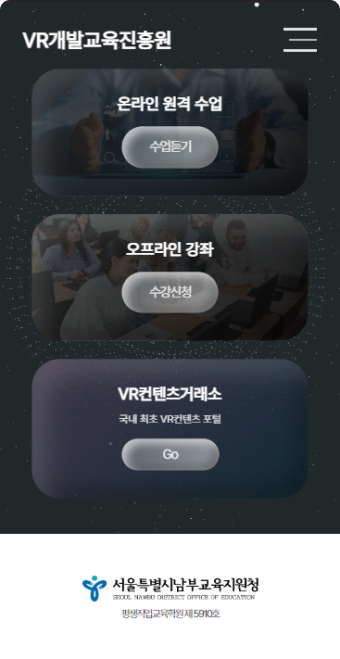 VR개발교육진흥원
온라인 원격 수업
수업듣기
오프라인 강좌
수강신청
VR컨텐츠거래소
국내 최초 VR컨텐츠 포털
Go
서울특별시남부교육지원청
SEOUL NAMBU DISTRICT OFFICE OF EDUCATION
평생직업교육학원 제 5910호